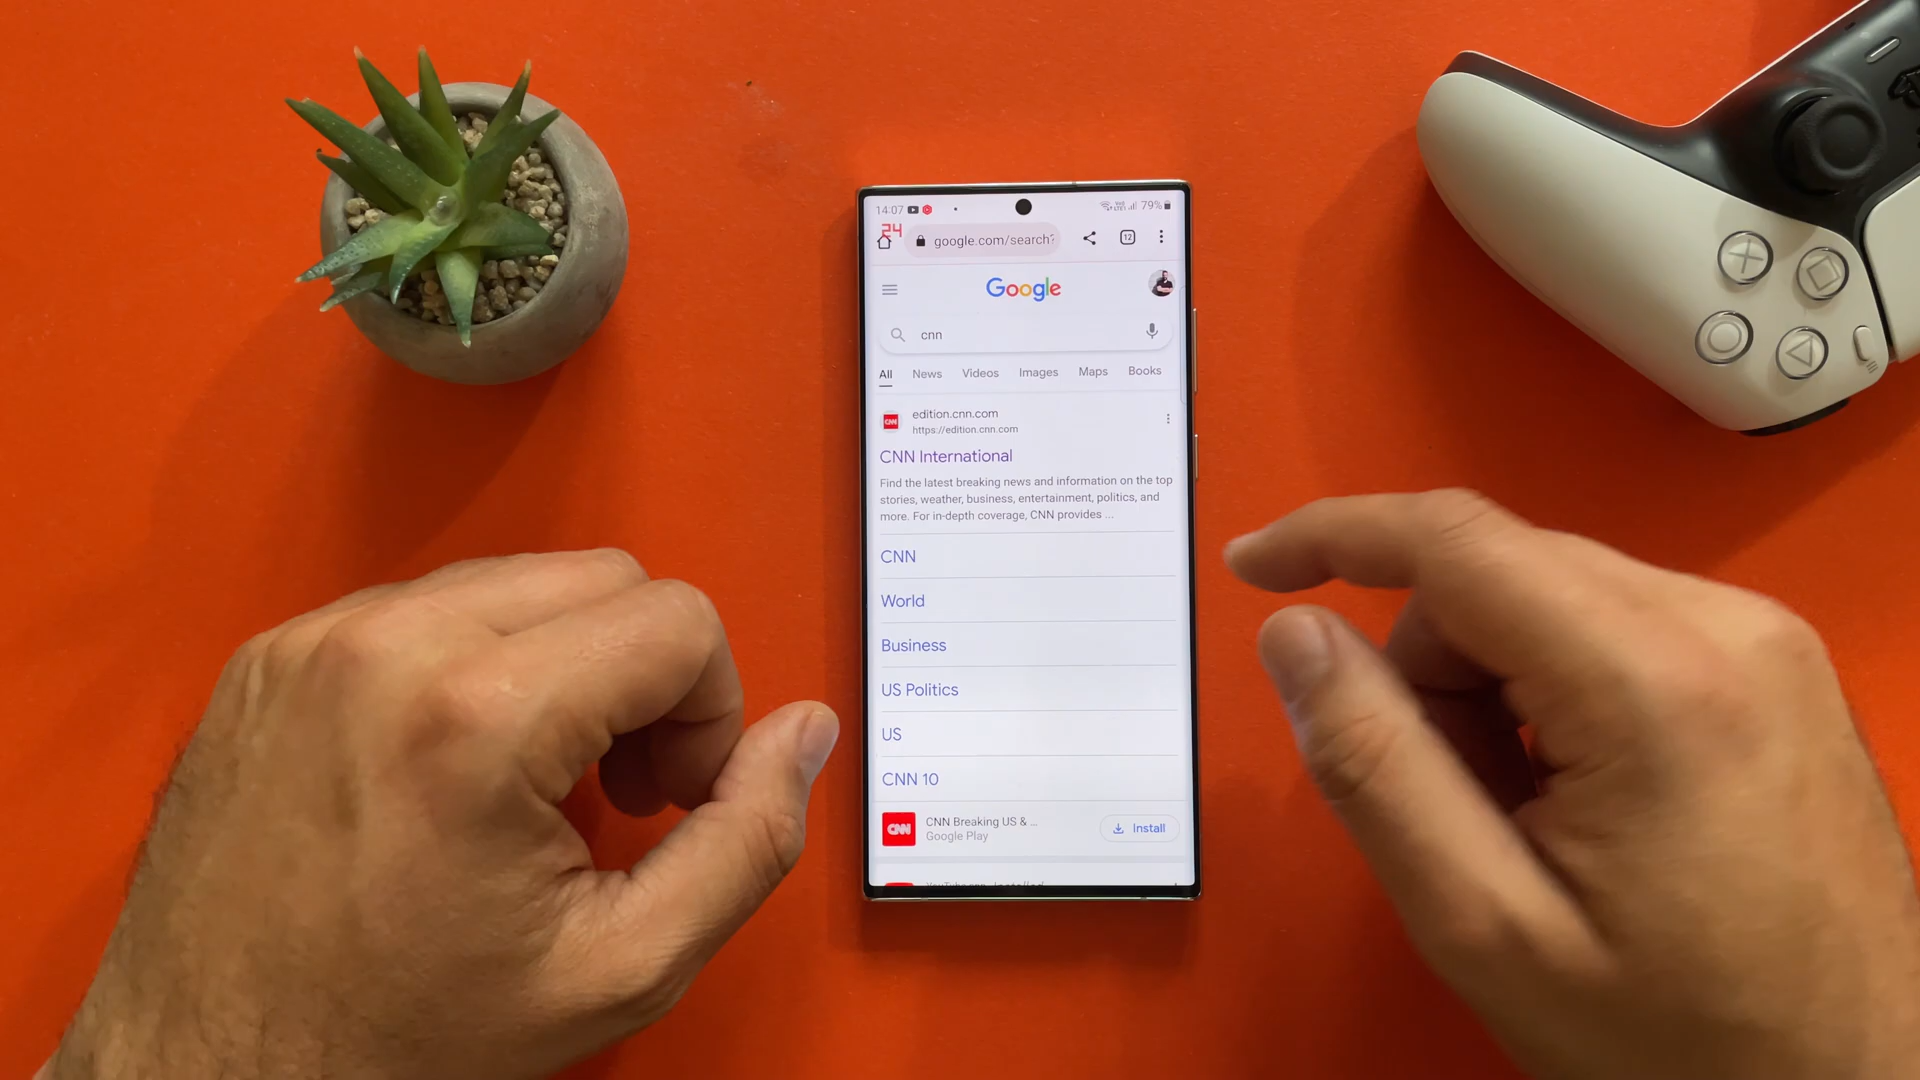 14:07
79%
24
google.com/search?
12
Google
cnn
All News Videos Images Maps Books
CNN
edition.cnn.com
https://edition.cnn.com
CNN International
Find the latest breaking news and information on the top
stories, weather, business, entertainment, politics, and
more. For in-depth coverage, CNN provides ...
CNN
World
Business
US Politics
US
CNN 10
CNN
CNN Breaking US & ...
Google Play
Install